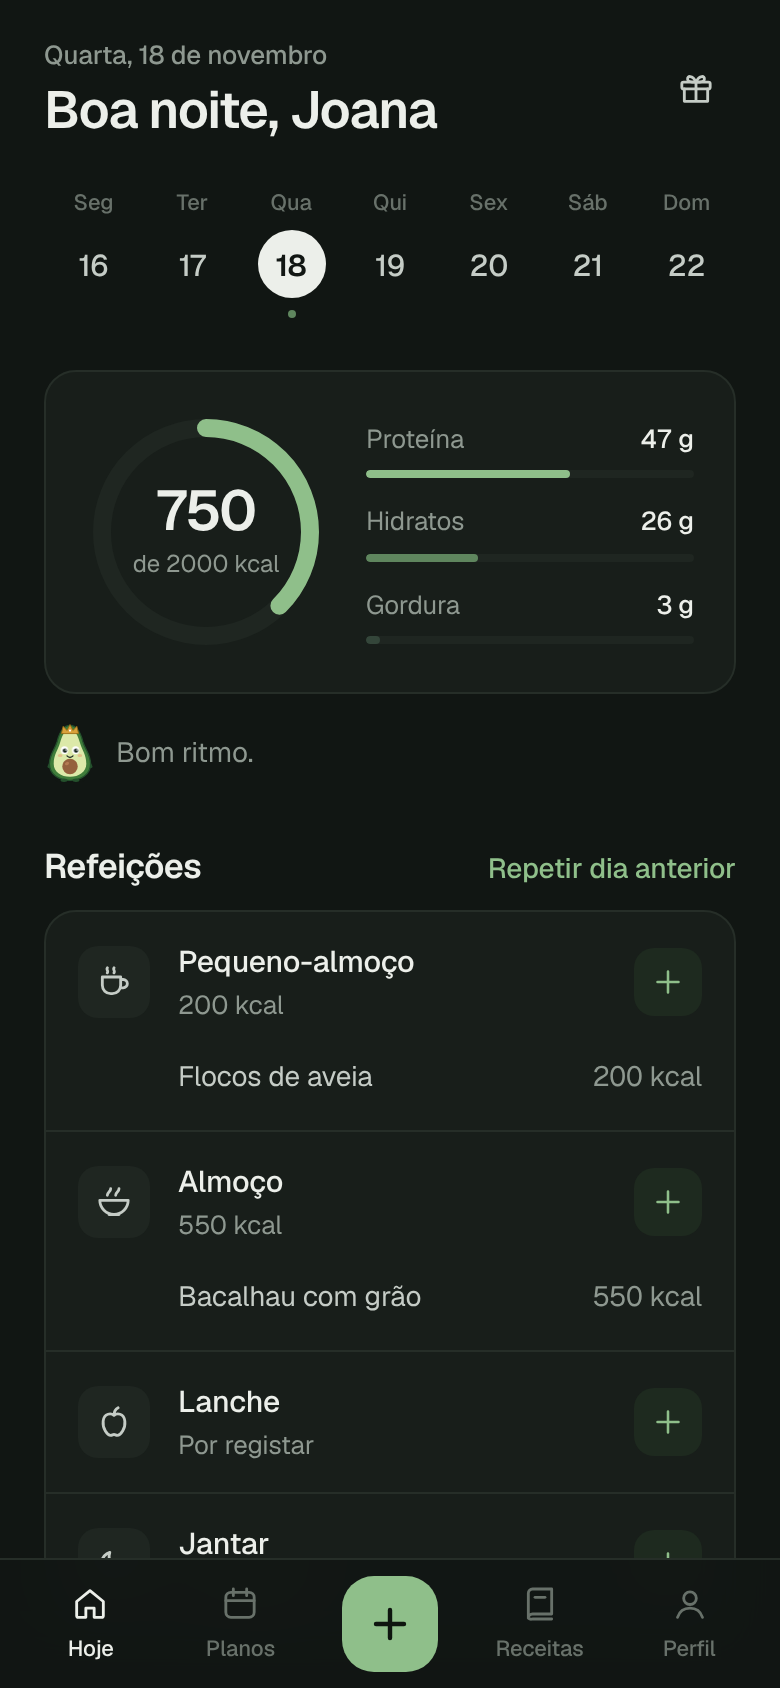 Quarta, 18 de novembro
Boa noite, Joana
Seg Ter Qua Qui Sex Sáb Dom
16 17 18 19 20 21 22
750
de 2000 kcal
Proteína 47 g
Hidratos 26 g
Gordura 3 g
Bom ritmo.
Refeições Repetir dia anterior
Pequeno-almoço
200 kcal
Flocos de aveia 200 kcal
Almoço
550 kcal
Bacalhau com grão 550 kcal
Lanche
Por registar
Jantar
Hoje Planos Receitas Perfil